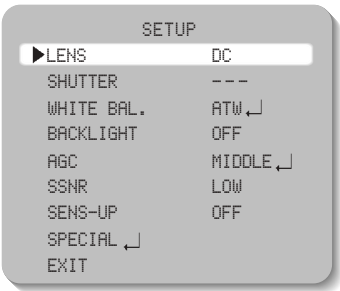 SETUP
▶LENS DC
SHUTTER ---
WHITE BAL. ATW↵
BACKLIGHT OFF
AGC MIDDLE↵
SSNR LOW
SENS-UP OFF
SPECIAL ↵
EXIT